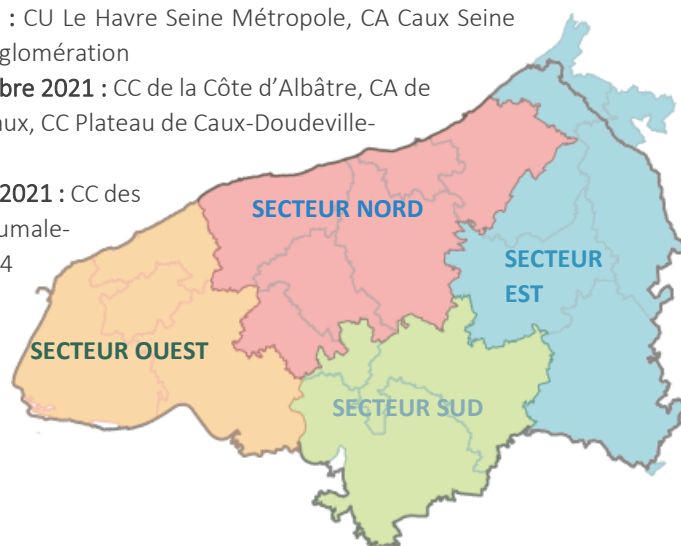 : CU Le Havre Seine Métropole, CA Caux Seine
glomération
bre 2021 : CC de la Côte d'Albâtre, CA de
aux, CC Plateau de Caux-Doudeville-
2021 : CC des
umale-
4
SECTEUR NORD
SECTEUR
EST
SECTEUR OUEST
SECTEUR SUD